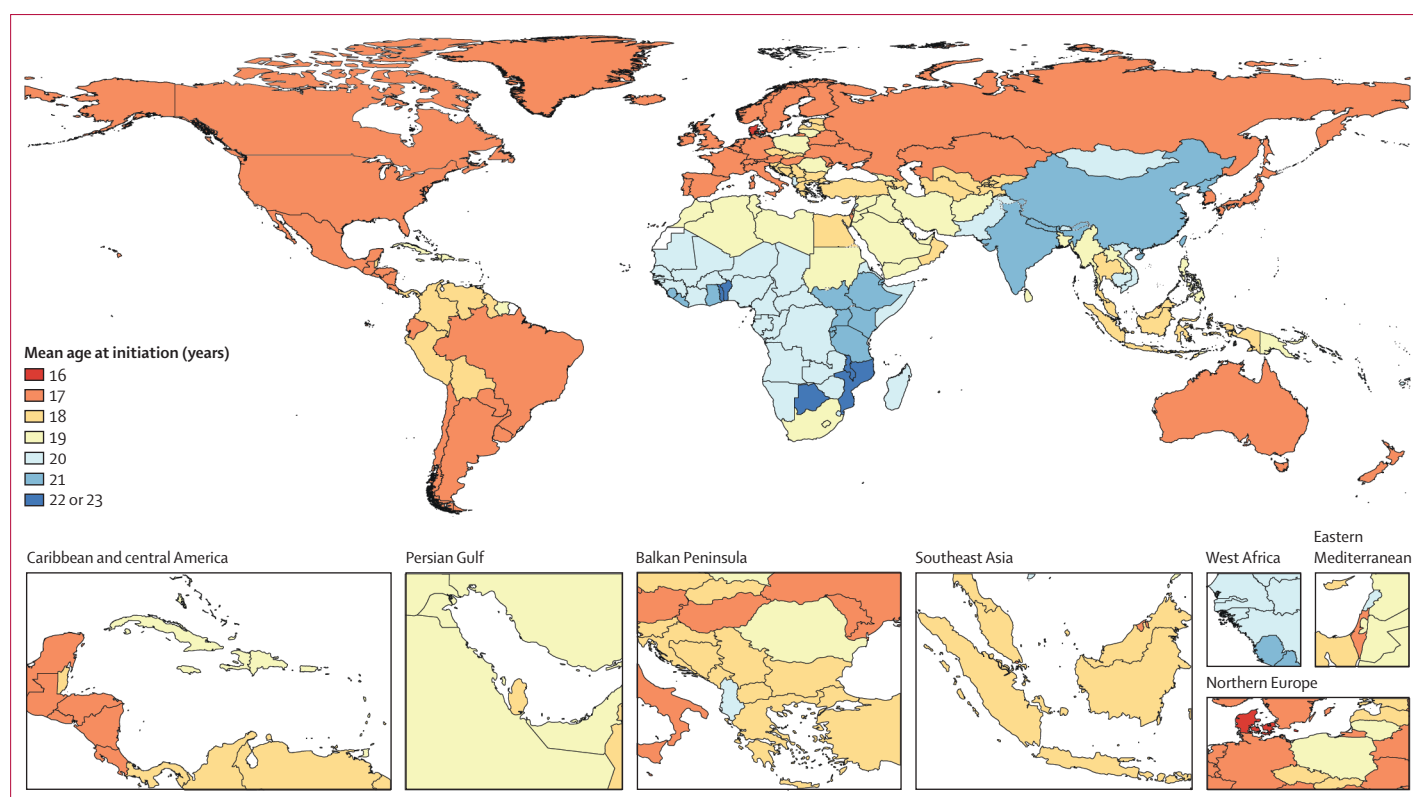 Mean age at initiation (years)
16
17
18
19
20
21
22 or 23
Caribbean and central America
Persian Gulf
Balkan Peninsula
Southeast Asia
West Africa
Eastern
Mediterranean
Northern Europe